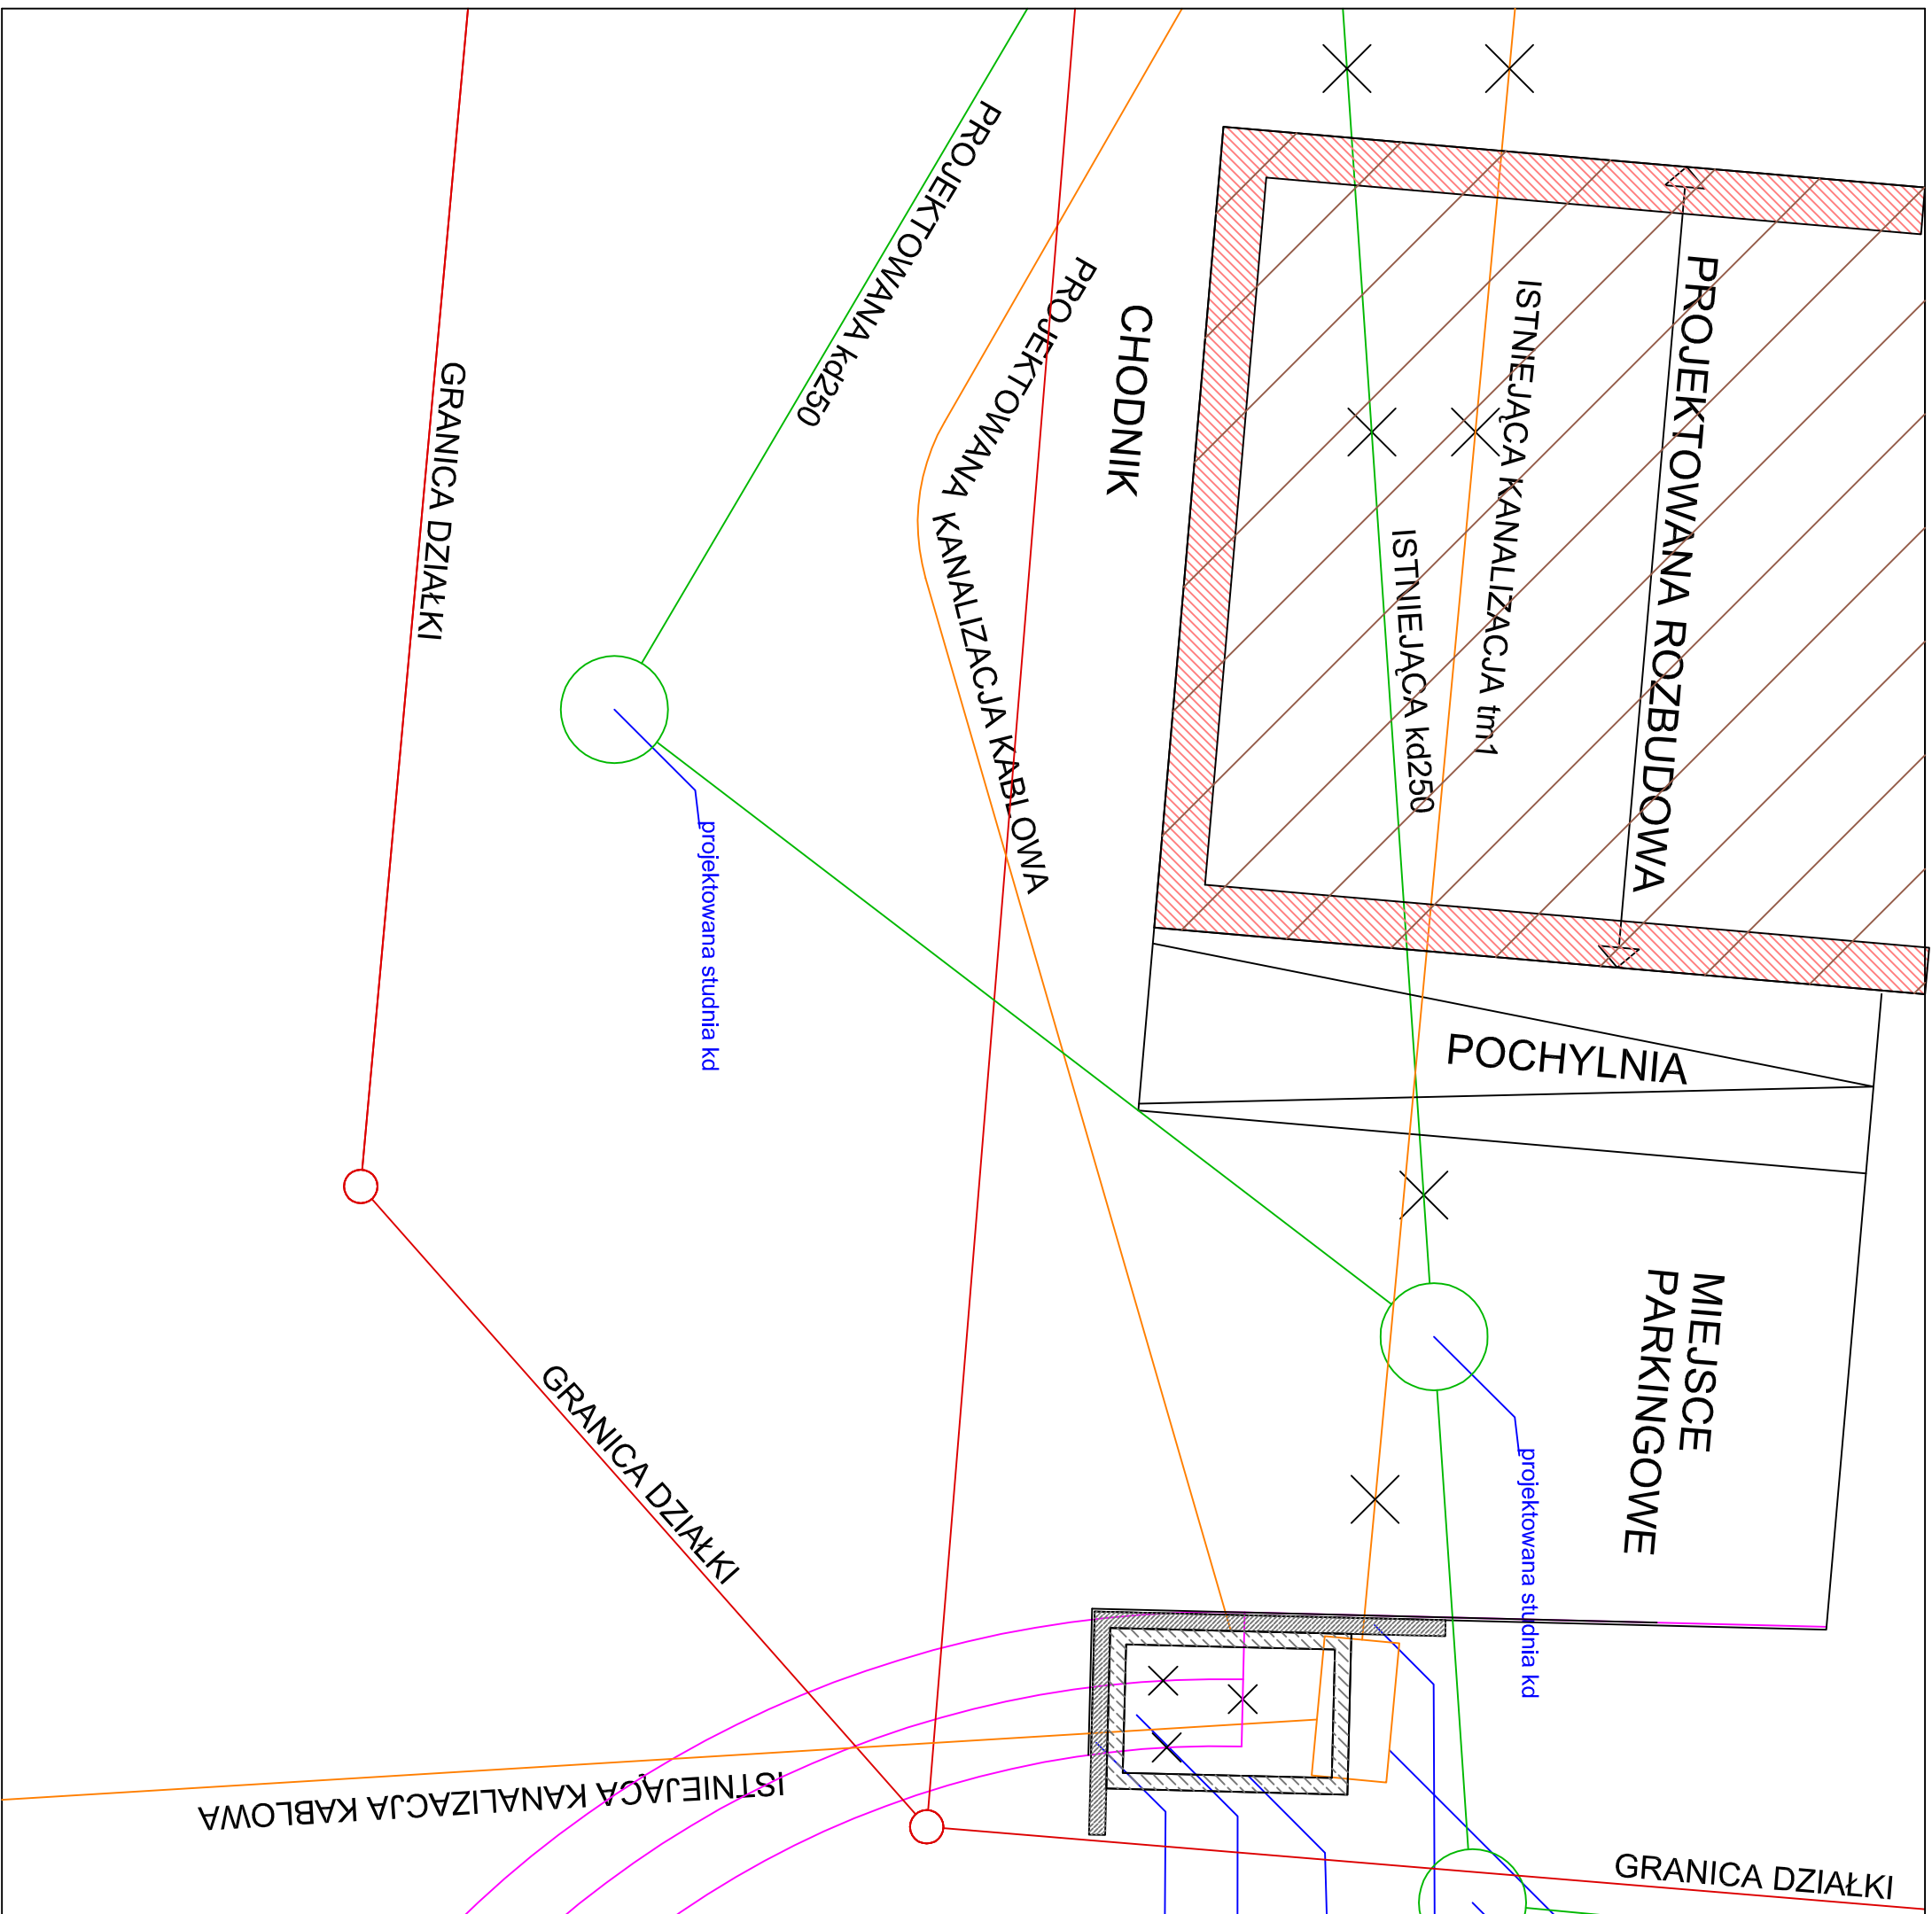 PROJEKTOWANA kd250
PROJEKTOWANA KANALIZACJA KABLOWA
CHODNIK
ISTNIEJĄCA KANALIZACJA tm1
ISTNIEJĄCA kd250
PROJEKTOWANA ROZBUDOWA
GRANICA DZIAŁKI
projektowana studnia kd
POCHYLNIA
MIEJSCE
PARKINGOWE
GRANICA DZIAŁKI
projektowana studnia kd
ISTNIEJĄCA KANALIZACJA KABLOWA
GRANICA DZIAŁKI